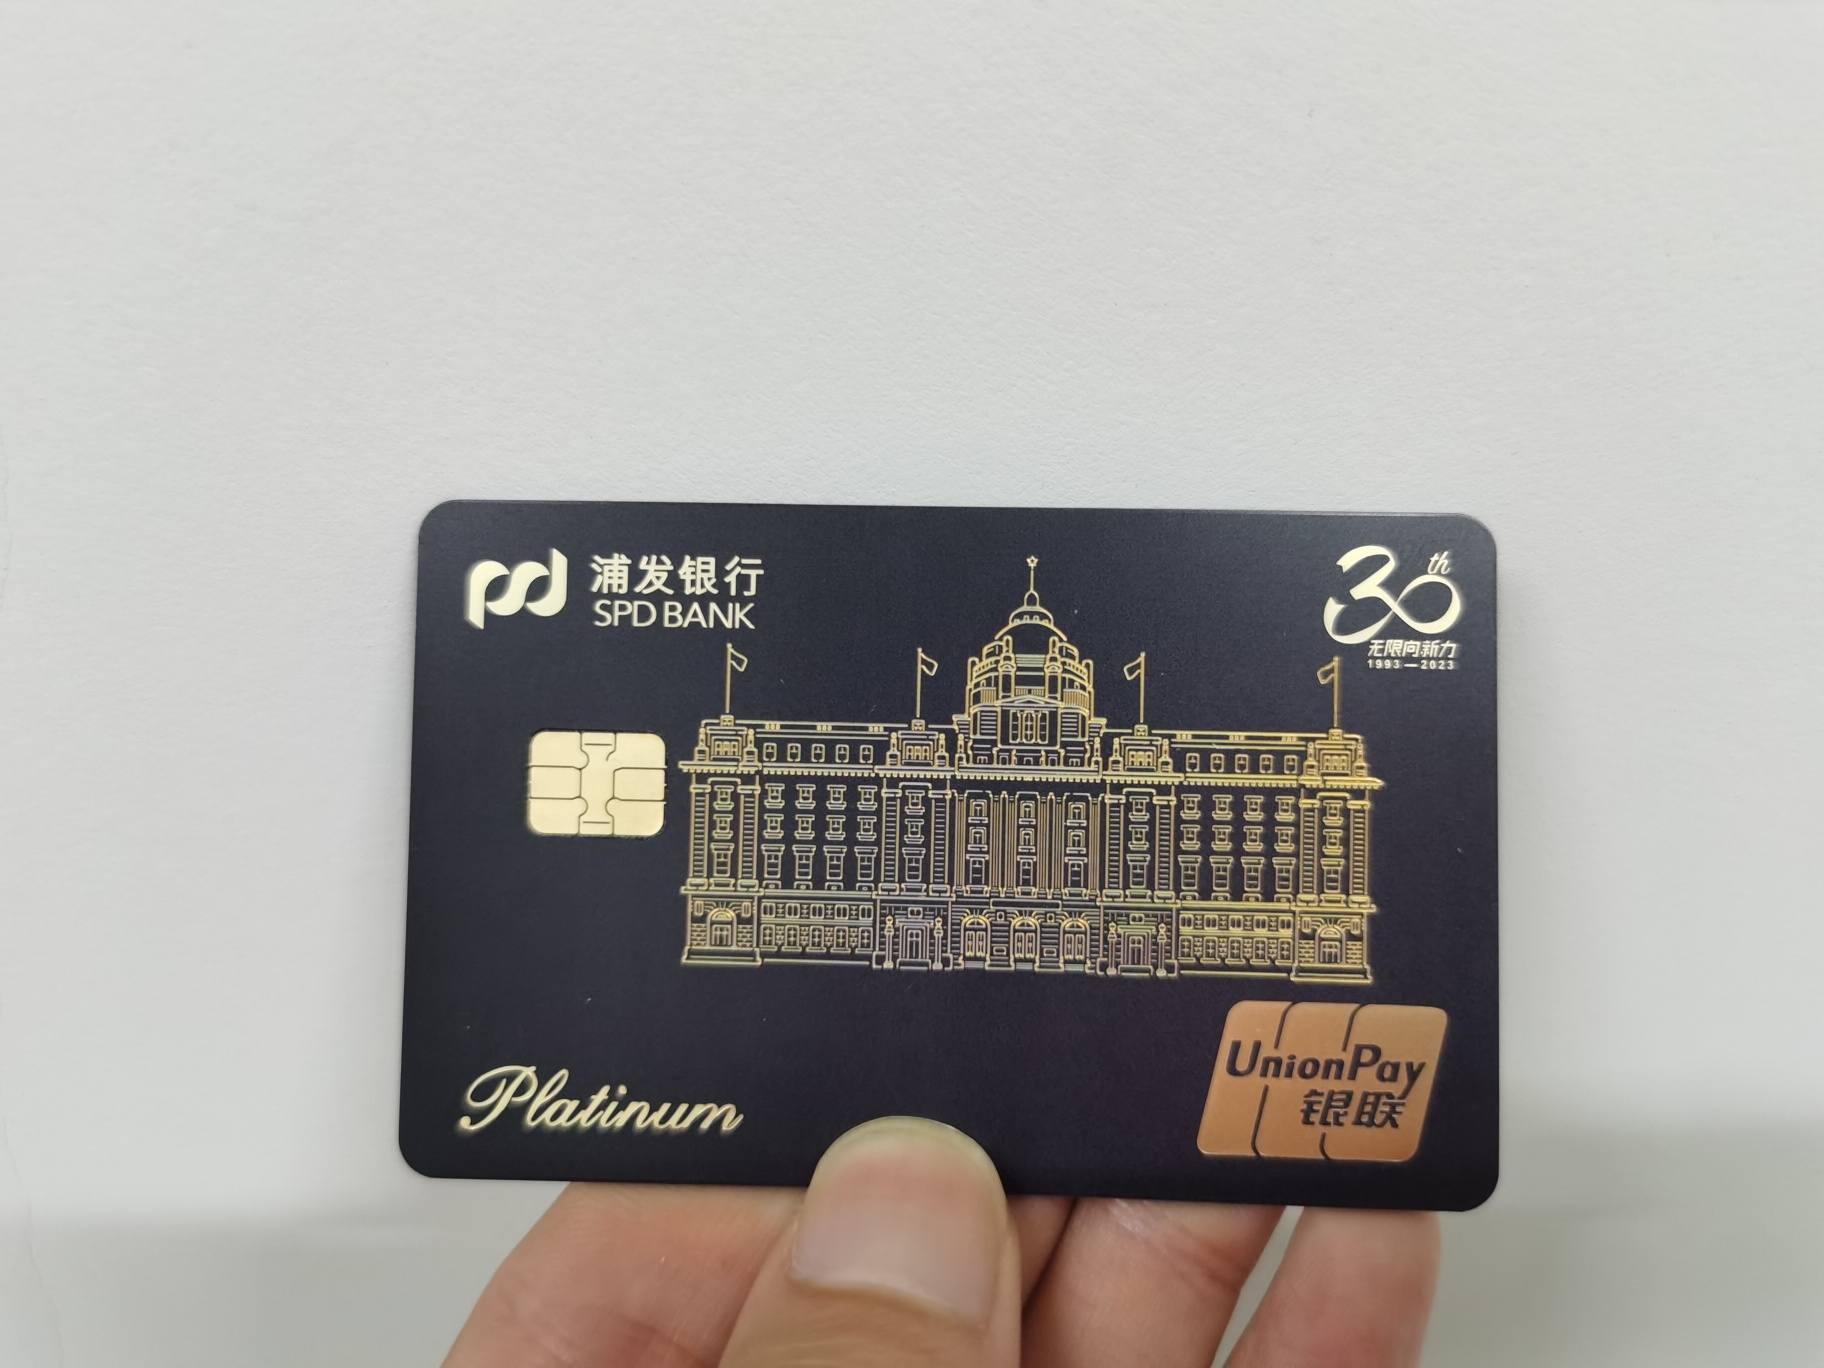 浦发银行
SPD BANK
30th
无限向新力
1993—2023
Platinum
UnionPay
银联